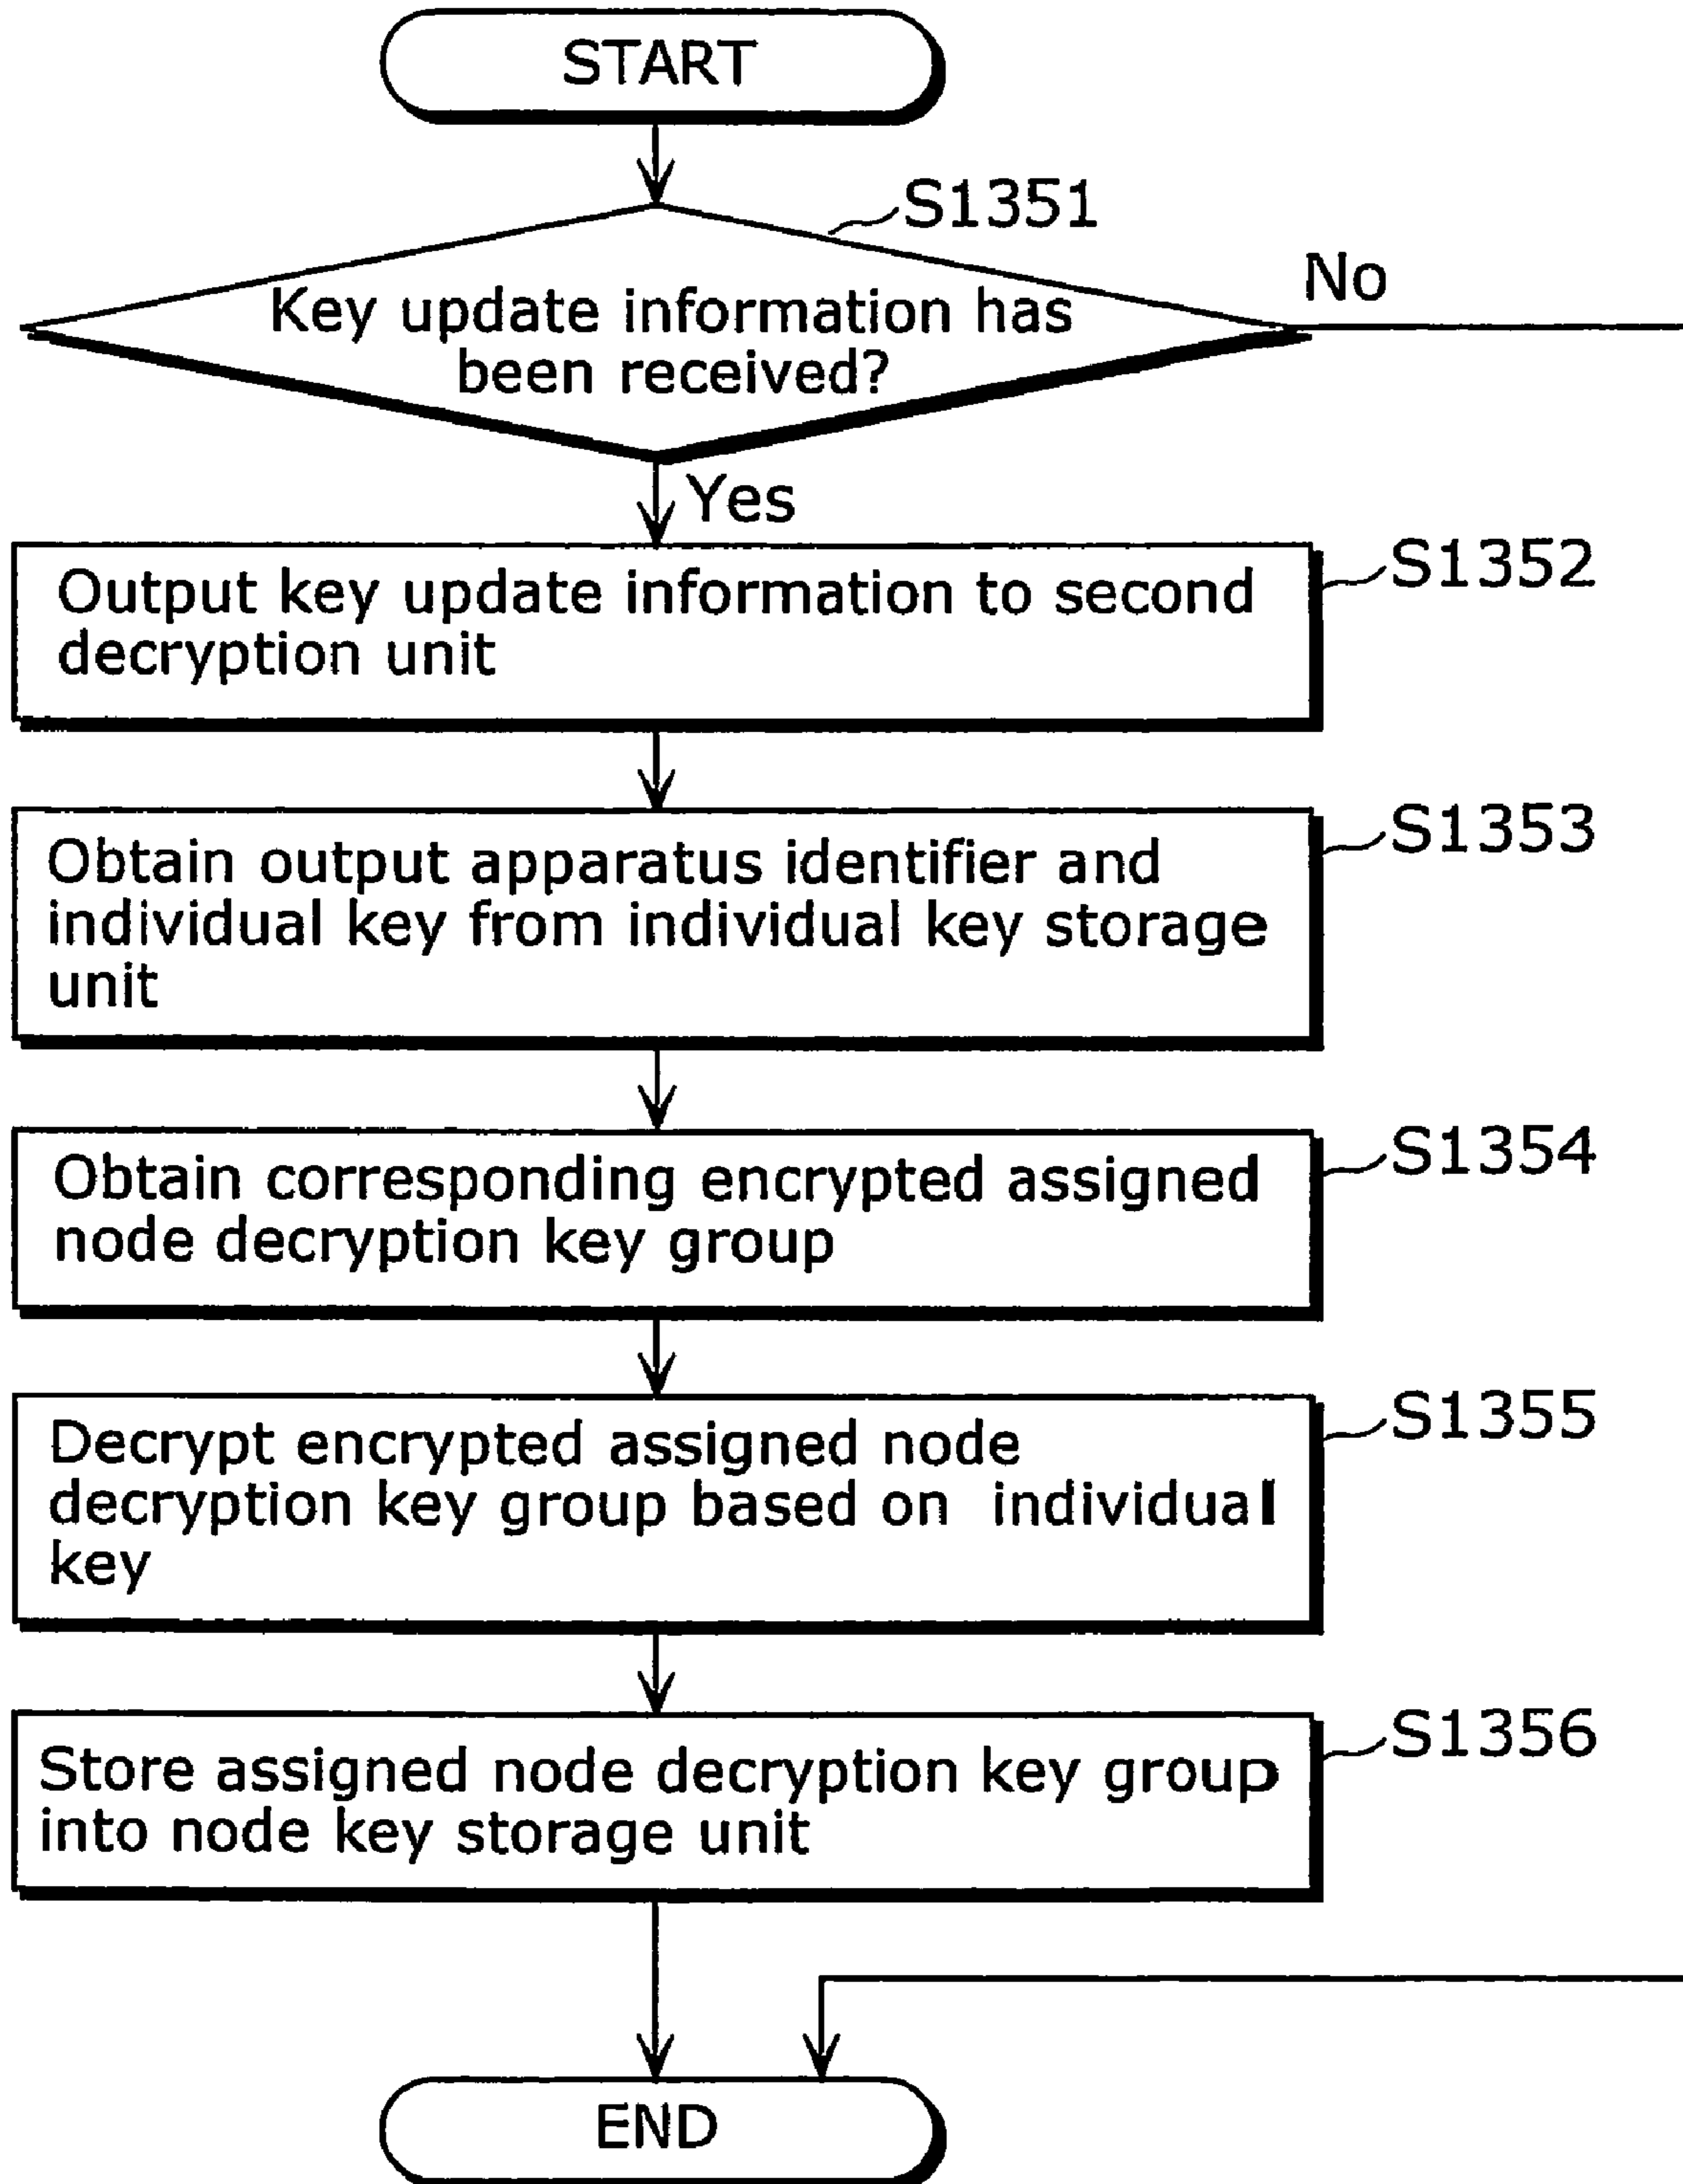 START
S1351
No
Key update information has
been received?
Yes
S1352
Output key update information to second
decryption unit
S1353
Obtain output apparatus identifier and
individual key from individual key storage
unit
S1354
Obtain corresponding encrypted assigned
node decryption key group
S1355
Decrypt encrypted assigned node
decryption key group based on individual
key
S1356
Store assigned node decryption key group
into node key storage unit
END